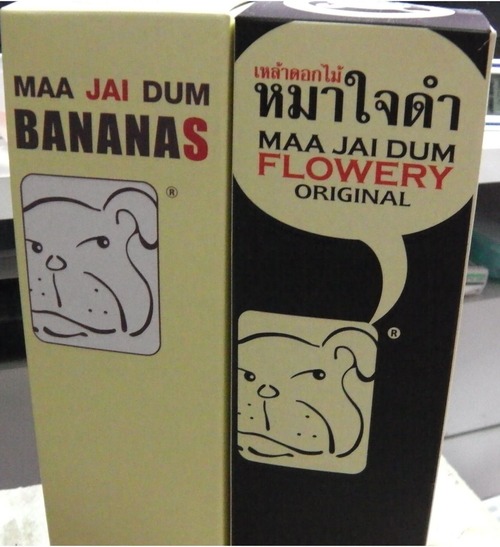 MAA JAI DUM
BANANAS
®
เหล้าดอกไม้
หมาใจดำ
MAA JAI DUM
FLOWERY
ORIGINAL
®